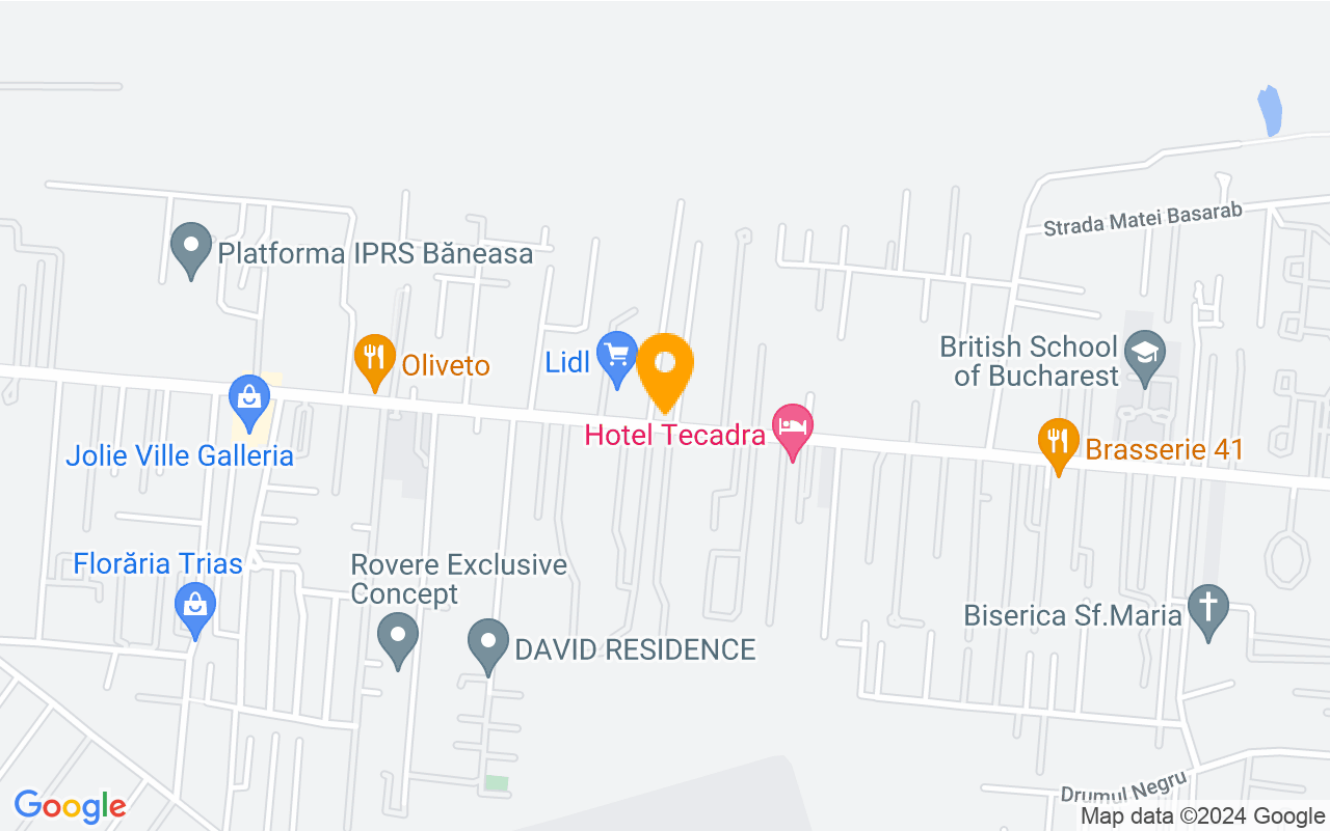 Strada Matei Basarab
Platforma IPRS Băneasa
British School
of Bucharest
Lidl
Oliveto
Hotel Tecadra
Brasserie 41
Jolie Ville Galleria
Florăria Trias
Rovere Exclusive
Concept
Biserica Sf.Maria
DAVID RESIDENCE
Drumul Negru
Google
Map data ©2024 Google